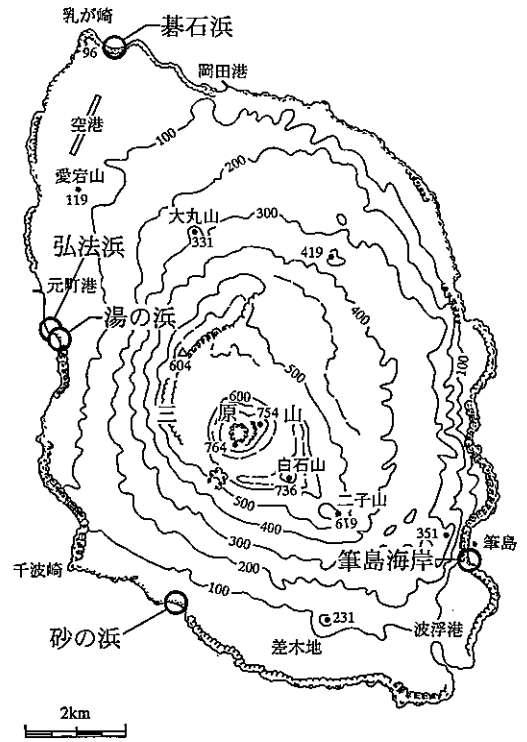 乳が崎
碁石浜
96
岡田港
空港
100
200
愛宕山
119
大丸山
331
300
419
弘法浜
元町港
400
湯の浜
100
604
500
600
三原山
754
764
白石山
736
二子山
619
500
400
351
筆島
300
筆島海岸
200
千波崎
100
231
波浮港
砂の浜
差木地
2km